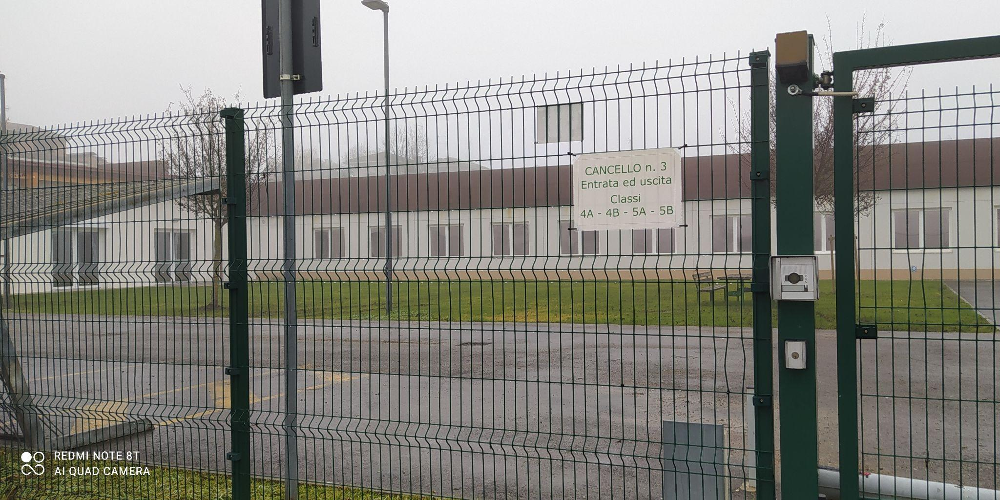 CANCELLO n. 3
Entrata ed uscita
Classi
4A - 4B - 5A - 5B
REDMI NOTE 8T
AI QUAD CAMERA